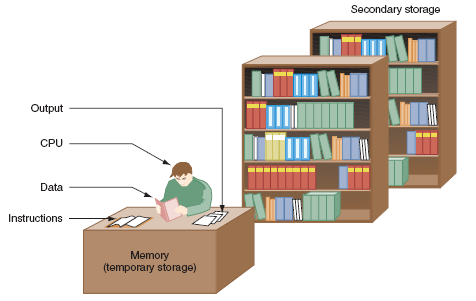 Secondary storage
Output
CPU
Data
Instructions
Memory
(temporary storage)